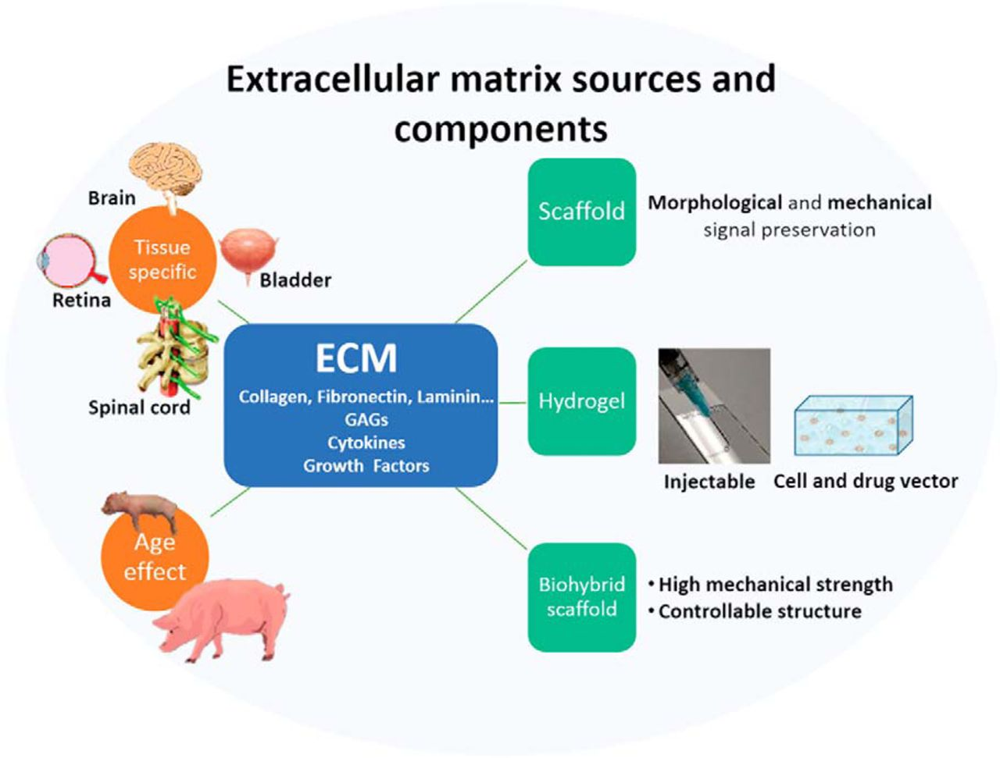 Extracellular matrix sources and
components
Brain
Tissue
specific
Retina
Bladder
Spinal cord
ECM
Collagen, Fibronectin, Laminin...
GAGs
Cytokines
Growth Factors
Age
effect
Scaffold
Morphological and mechanical
signal preservation
Hydrogel
Injectable
Cell and drug vector
Biohybrid
scaffold
• High mechanical strength
• Controllable structure